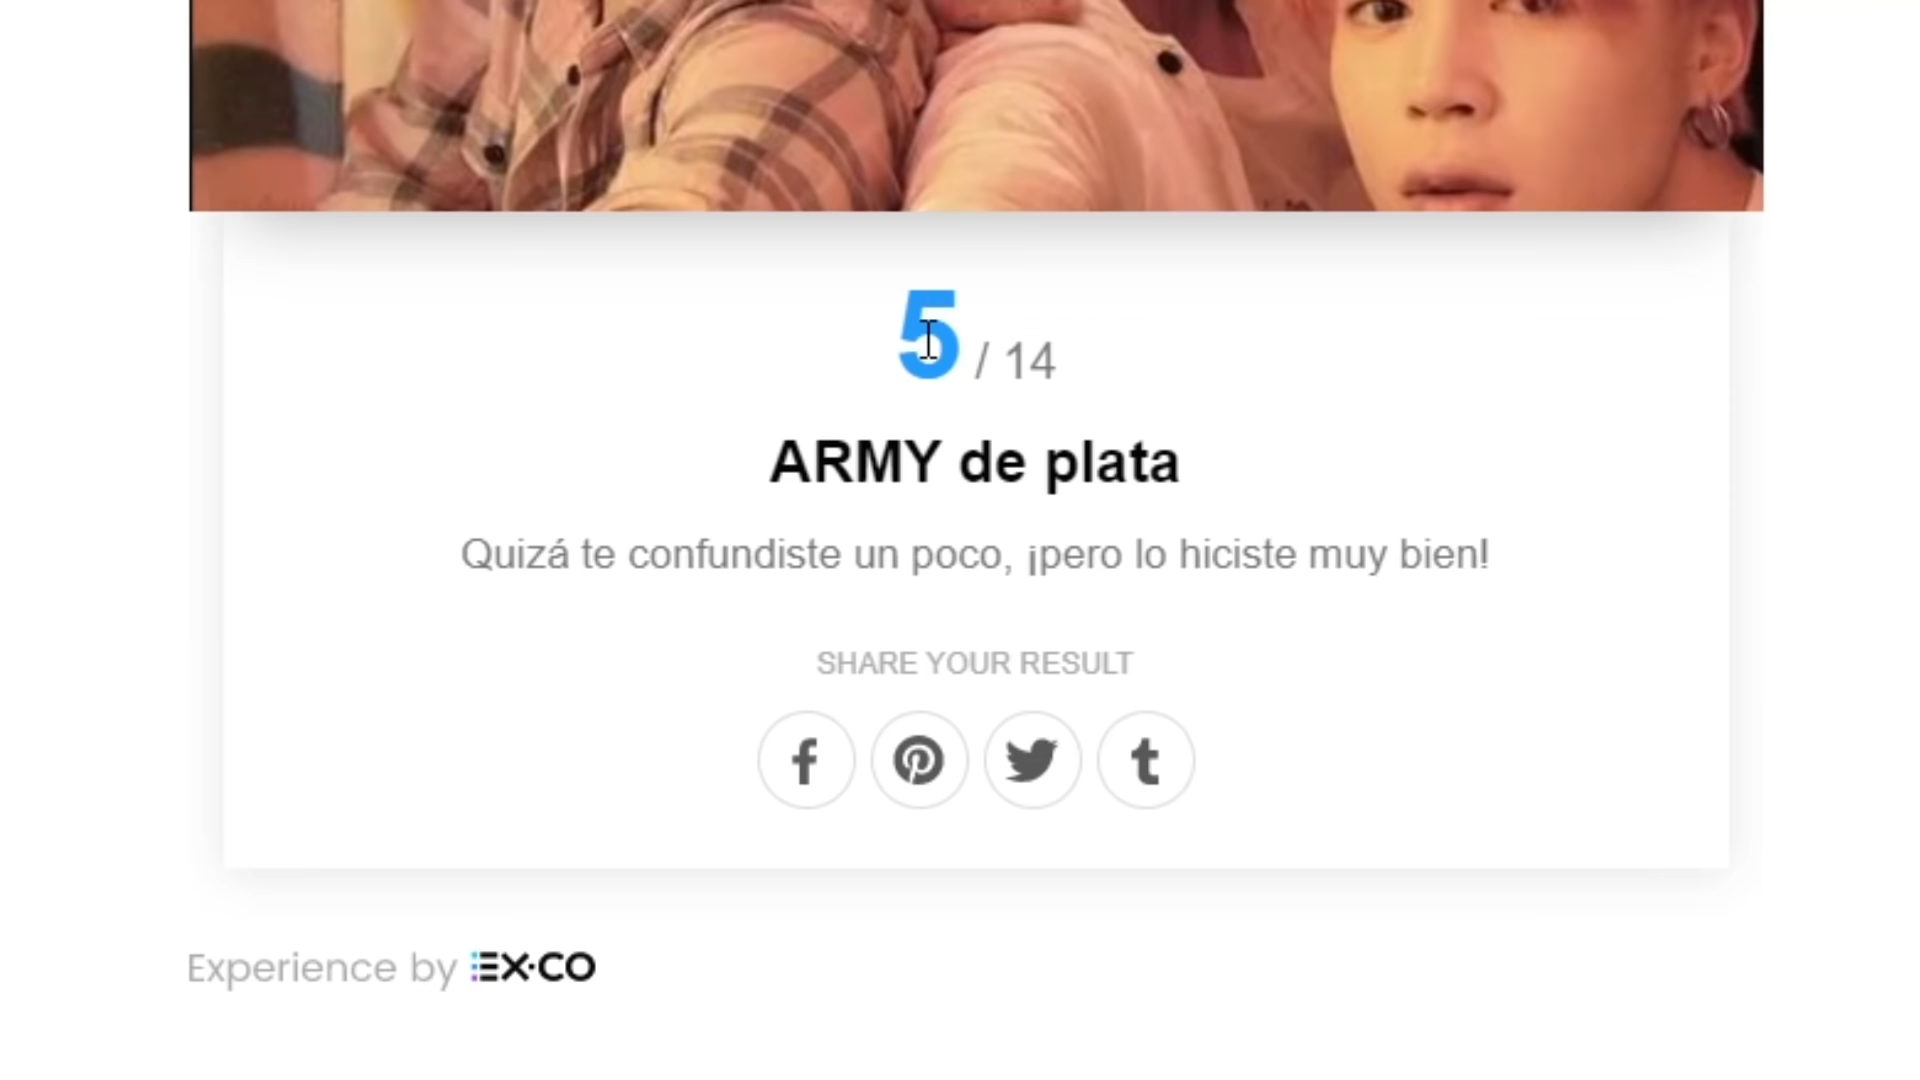 5 / 14
ARMY de plata
Quizá te confundiste un poco, ¡pero lo hiciste muy bien!
SHARE YOUR RESULT
Experience by EX·CO